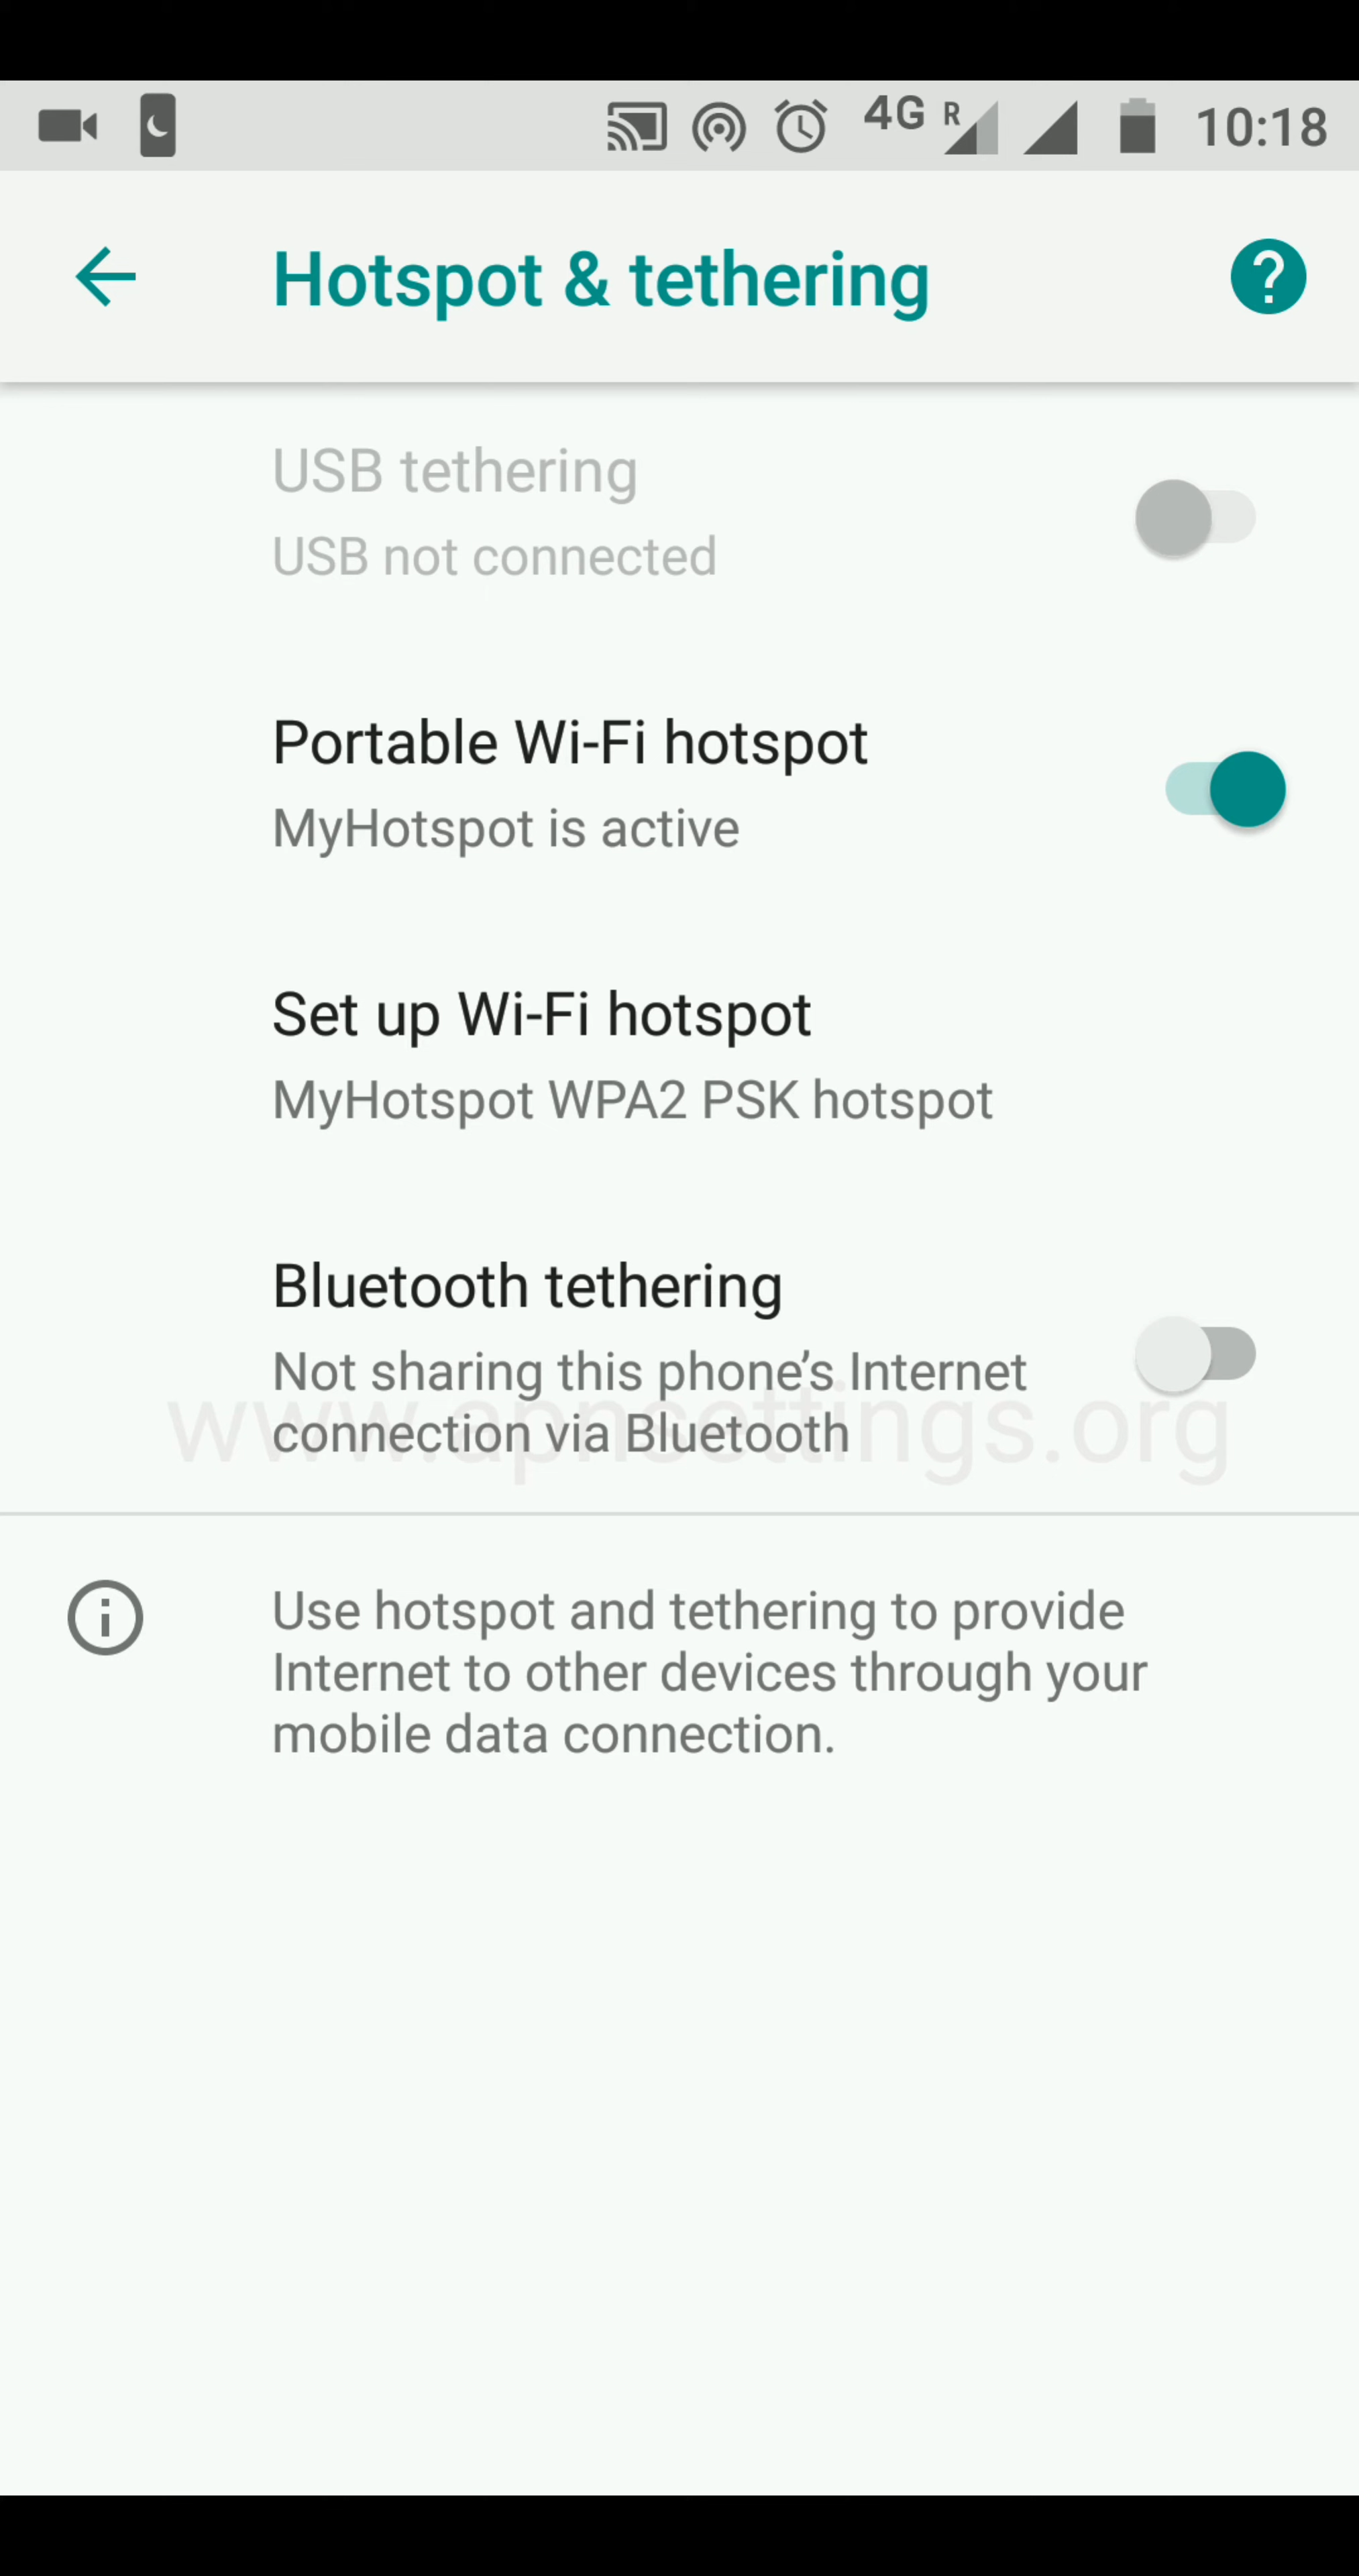 4G R 10:18
Hotspot & tethering
USB tethering
USB not connected
Portable Wi-Fi hotspot
MyHotspot is active
Set up Wi-Fi hotspot
MyHotspot WPA2 PSK hotspot
Bluetooth tethering
Not sharing this phone’s Internet
connection via Bluetooth
www.apnsettings.org
Use hotspot and tethering to provide
Internet to other devices through your
mobile data connection.